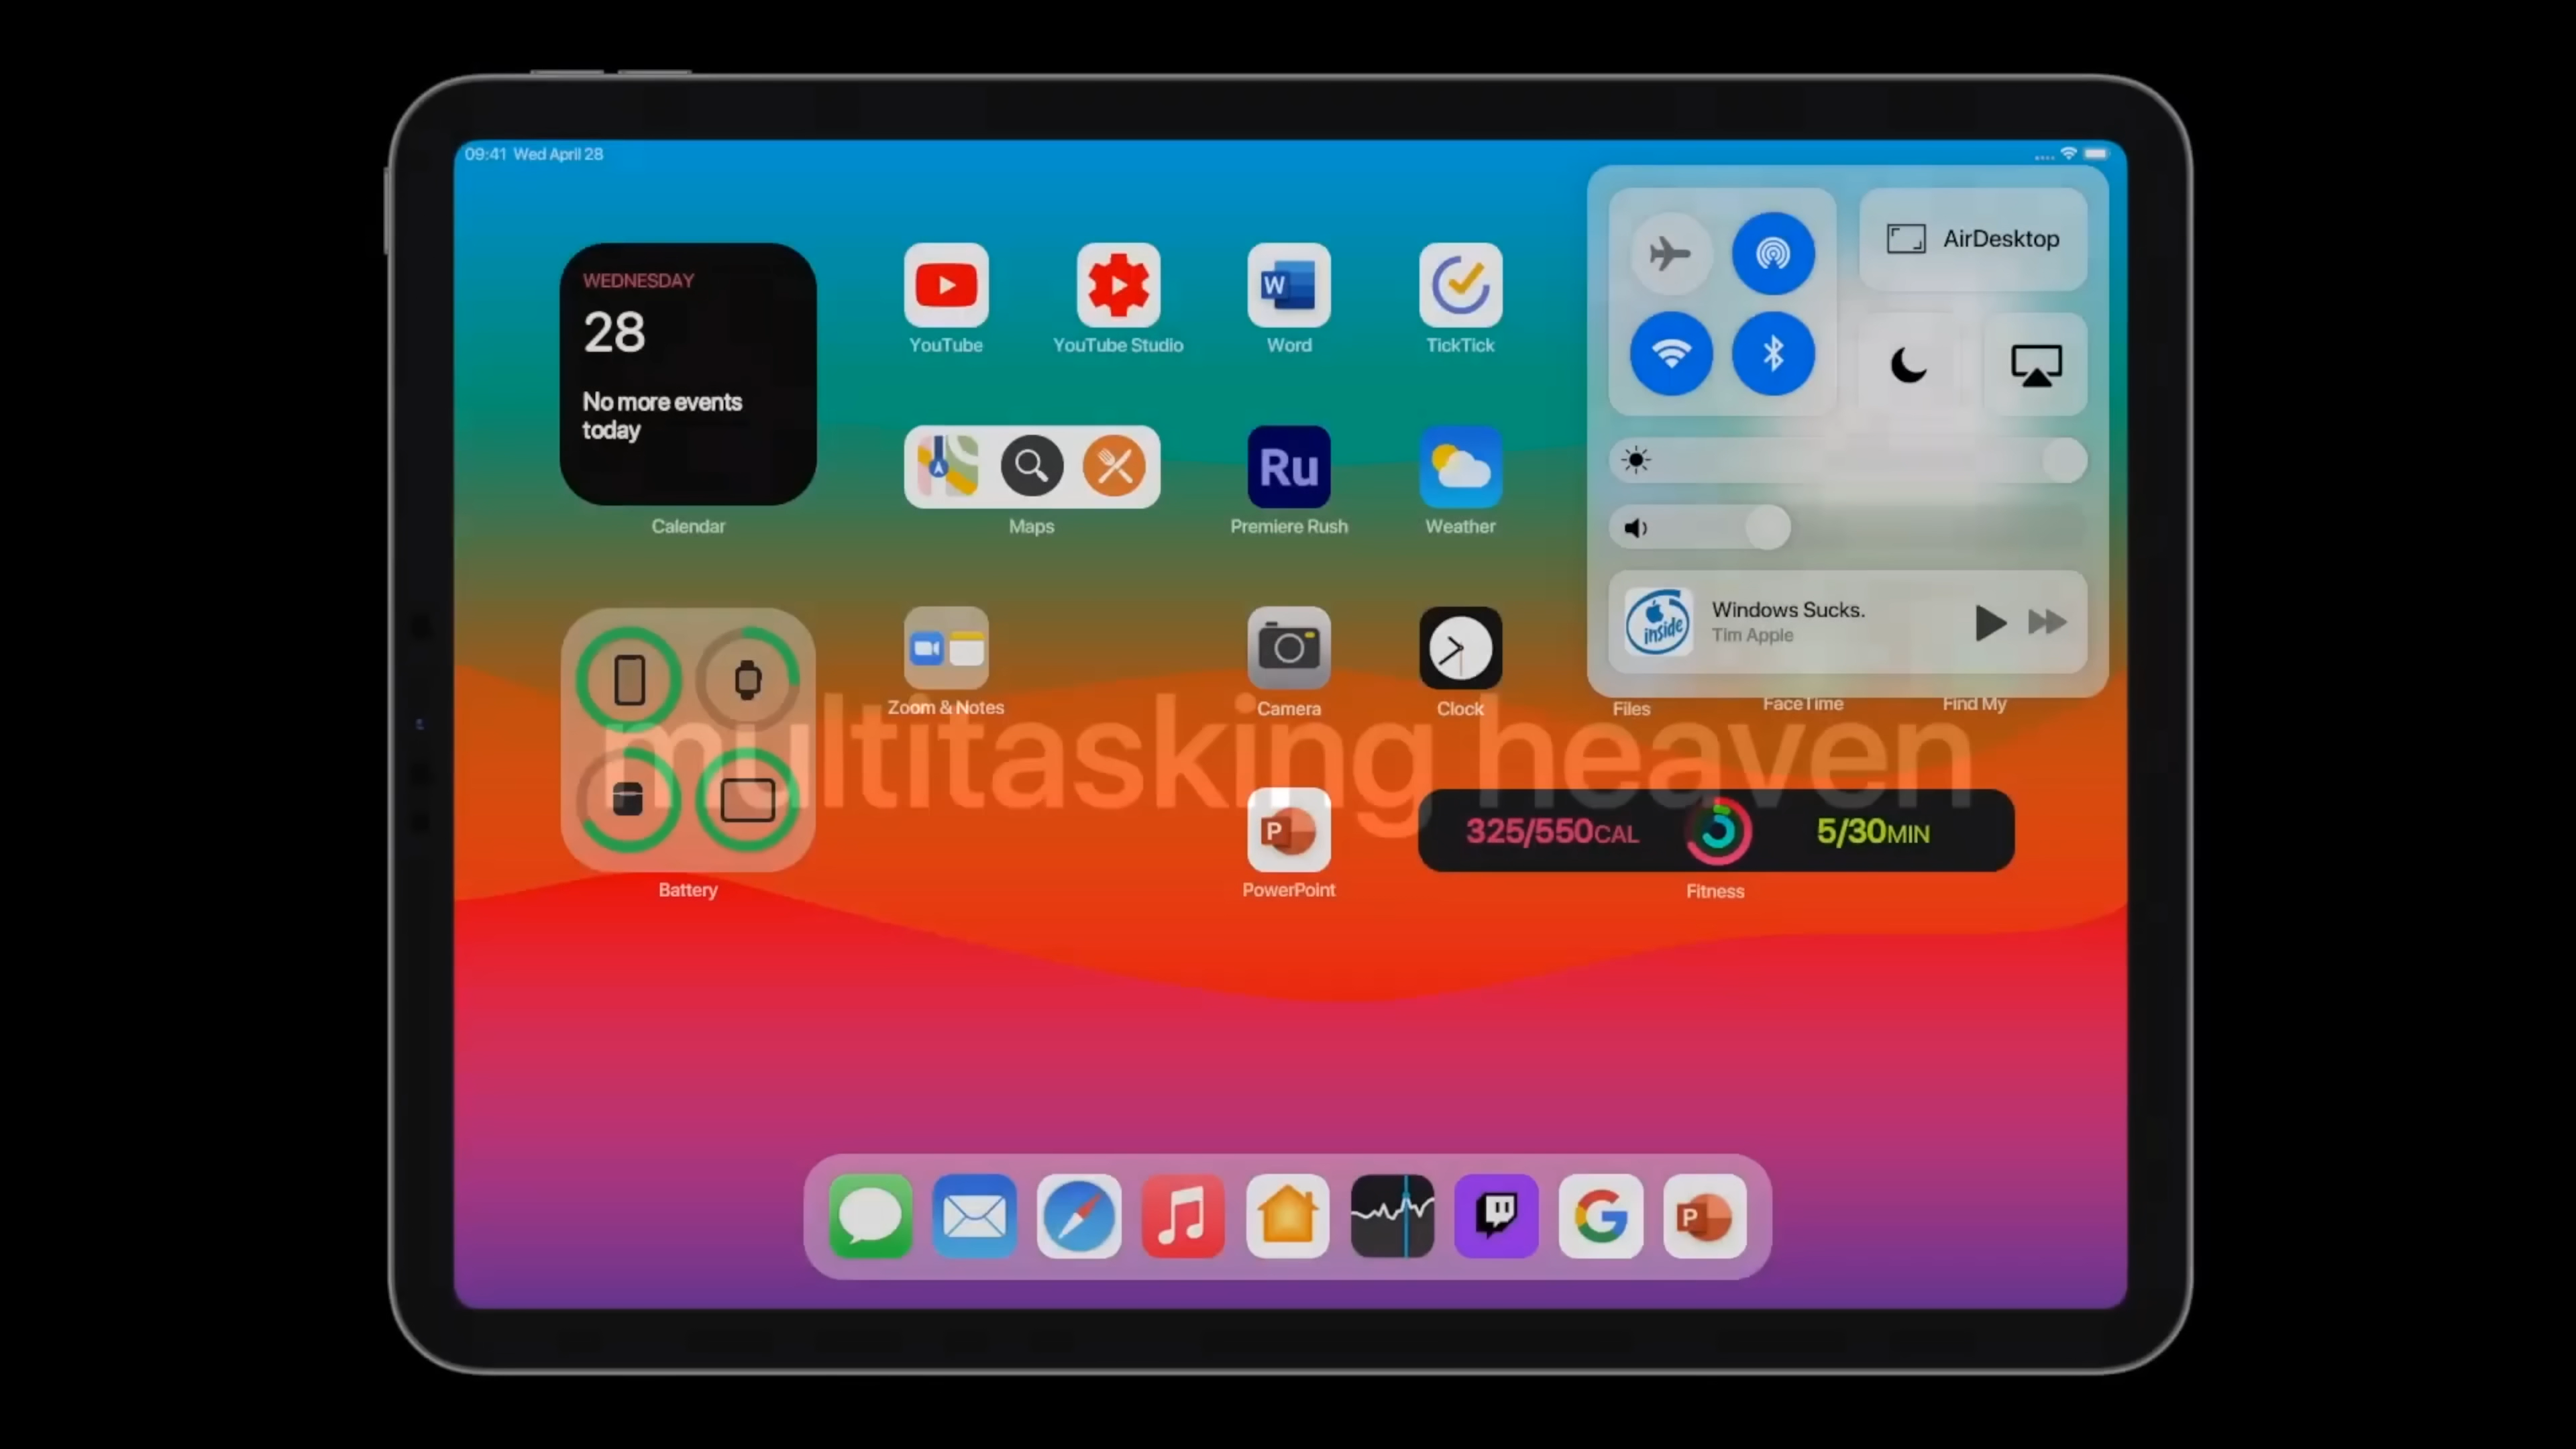 09:41 Wed April 28
WEDNESDAY
28
No more events
today
Calendar
YouTube
YouTube Studio
W
Word
TickTick
A
Maps
Ru
Premiere Rush
Weather
AirDesktop
inside
Windows Sucks.
Tim Apple
Zoom & Notes
Camera
Clock
Files
FaceTime
Find My
multitasking heaven
Battery
P
PowerPoint
325/550CAL
5/30MIN
Fitness
G
P